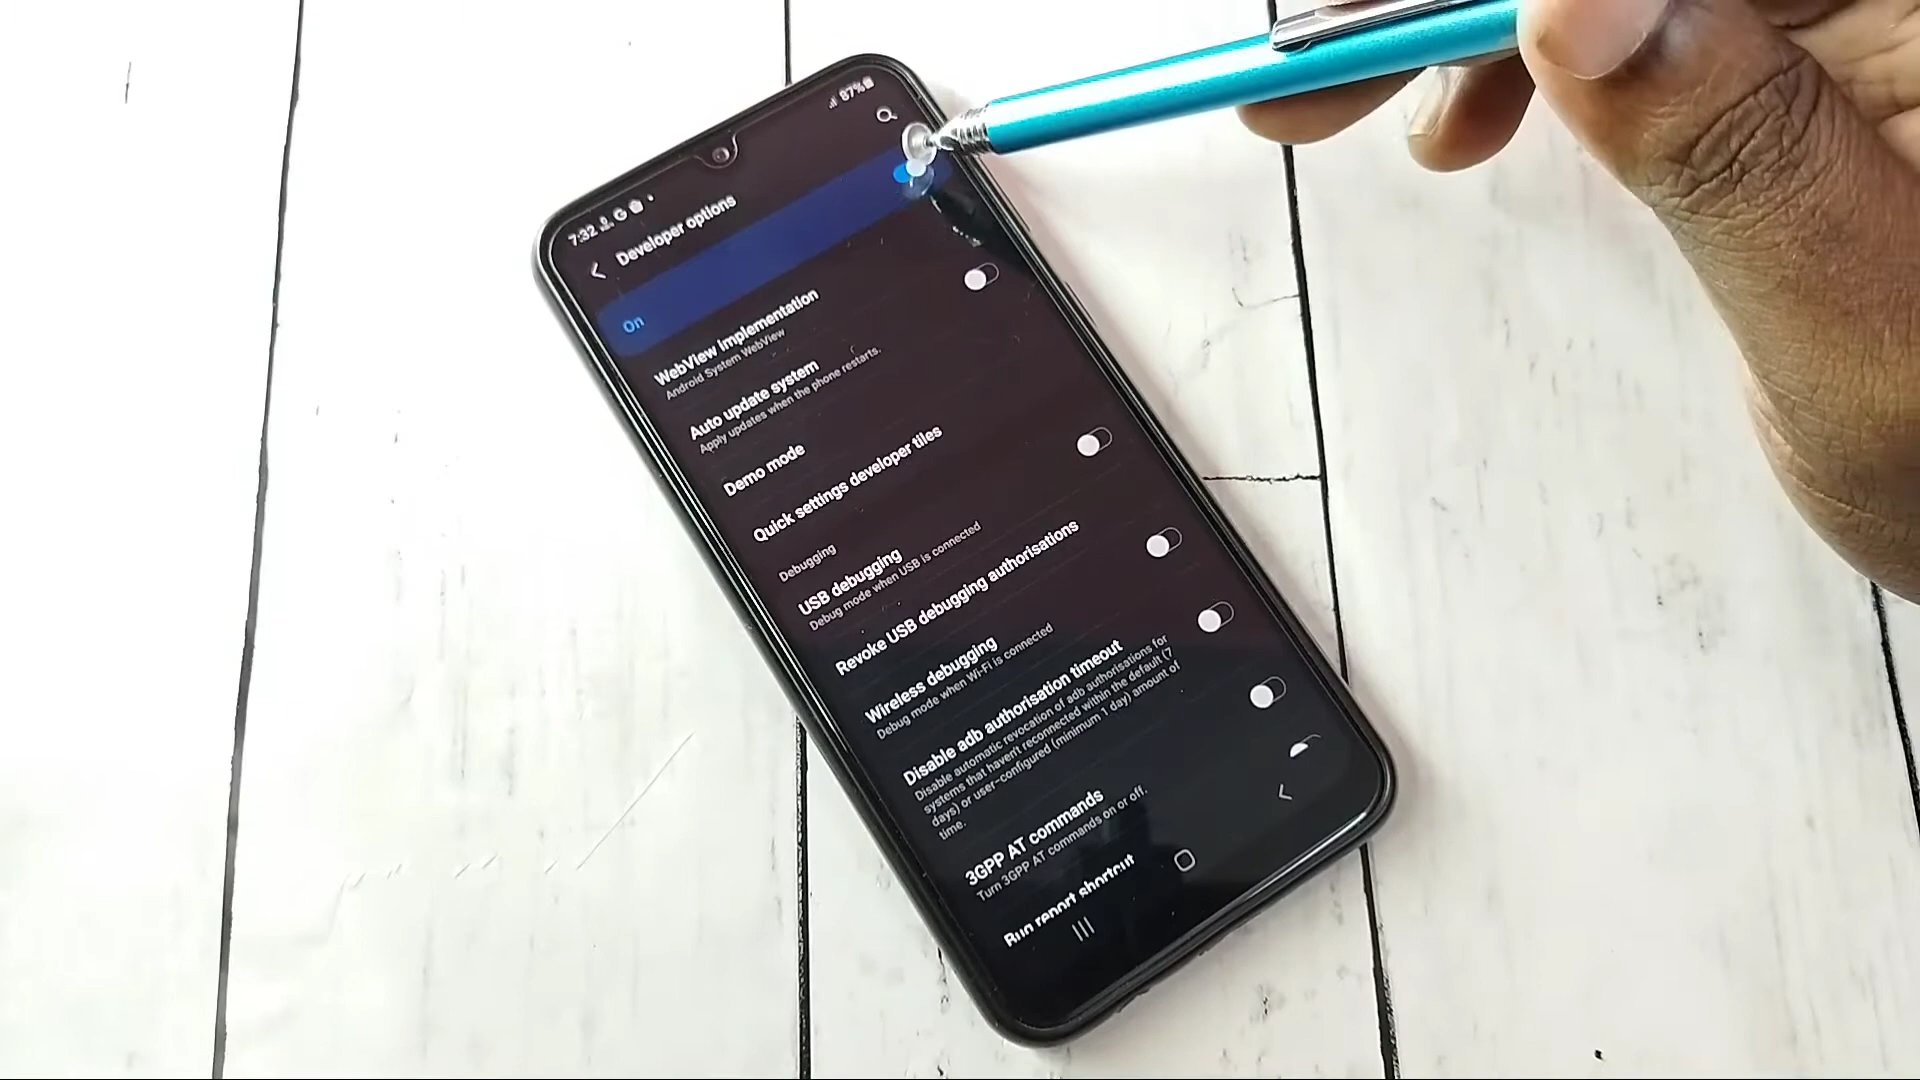 7:32
87%
Developer options
On
WebView implementation
Android System WebView
Auto update system
Apply updates when the phone restarts.
Demo mode
Quick settings developer tiles
Debugging
USB debugging
Debug mode when USB is connected
Revoke USB debugging authorisations
Wireless debugging
Debug mode when Wi-Fi is connected
Disable adb authorisation timeout
Disable automatic revocation of adb authorisations for
systems that haven't reconnected within the default (7
days) or user-configured (minimum 1 day) amount of
time.
3GPP AT commands
Turn 3GPP AT commands on or off.
Bug report shortcut